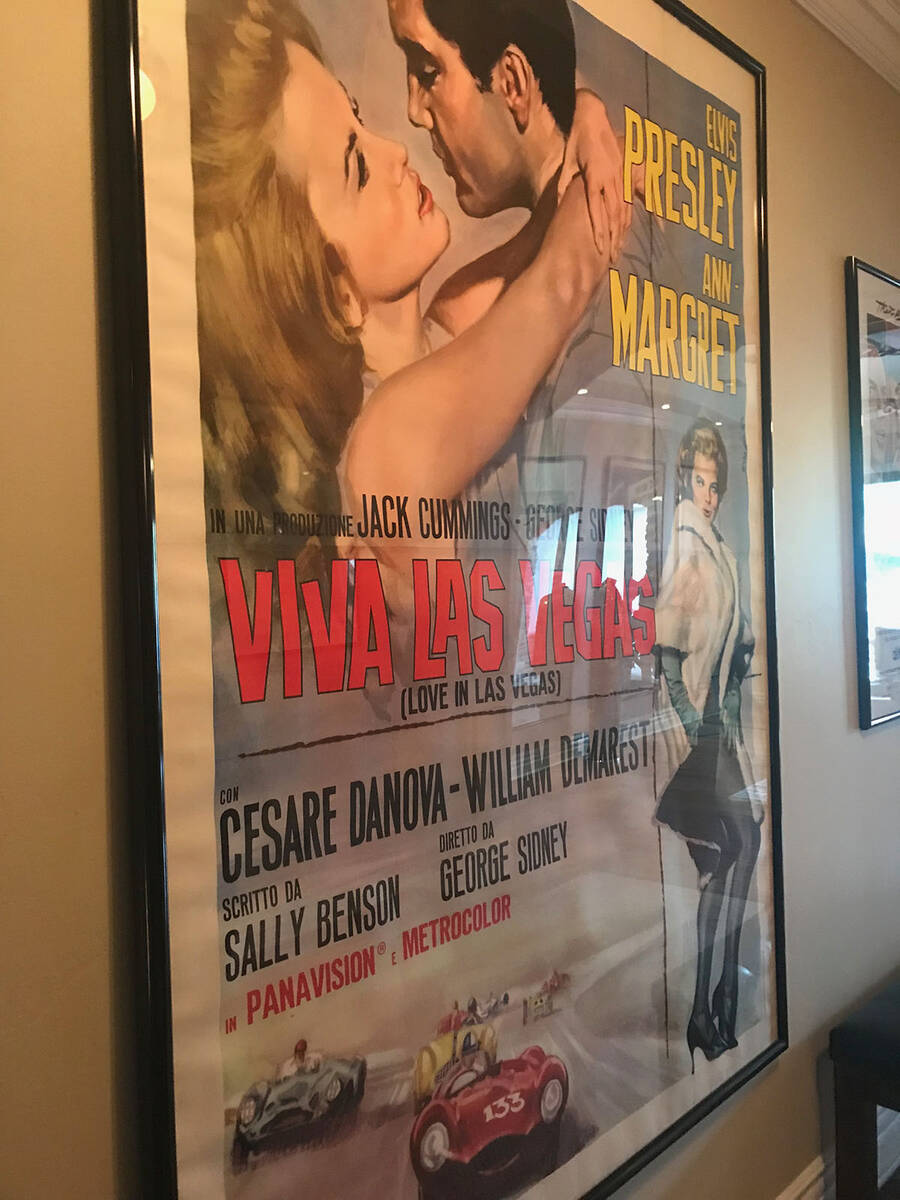 ELVIS
PRESLEY
ANN-
MARGRET
IN UNA PRODUZIONE JACK CUMMINGS - GEORGE SIDNEY
VIVA LAS VEGAS
(LOVE IN LAS VEGAS)
CON
CESARE DANOVA - WILLIAM DEMAREST
SCRITTO DA
SALLY BENSON
DIRETTO DA
GEORGE SIDNEY
IN PANAVISION® E METROCOLOR
133